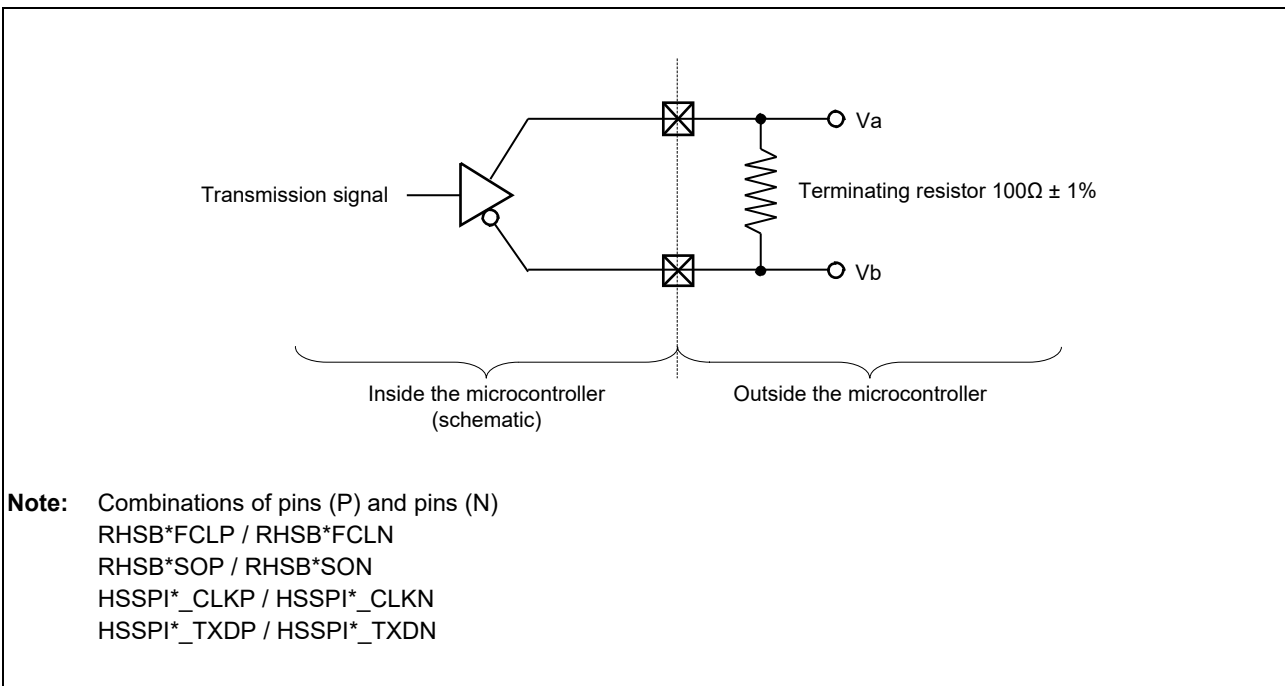 Va
Transmission signal
Terminating resistor 100Ω ± 1%
Vb
Inside the microcontroller
(schematic)
Outside the microcontroller
Note: Combinations of pins (P) and pins (N)
RHSB*FCLP / RHSB*FCLN
RHSB*SOP / RHSB*SON
HSSPI*_CLKP / HSSPI*_CLKN
HSSPI*_TXDP / HSSPI*_TXDN